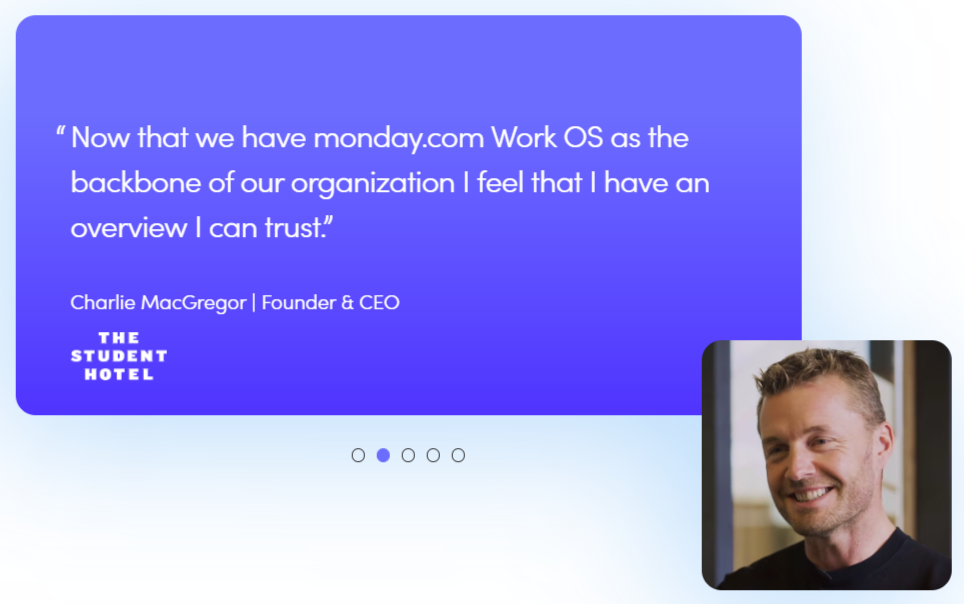 “ Now that we have monday.com Work OS as the
backbone of our organization I feel that I have an
overview I can trust.”
Charlie MacGregor | Founder & CEO
THE
STUDENT
HOTEL